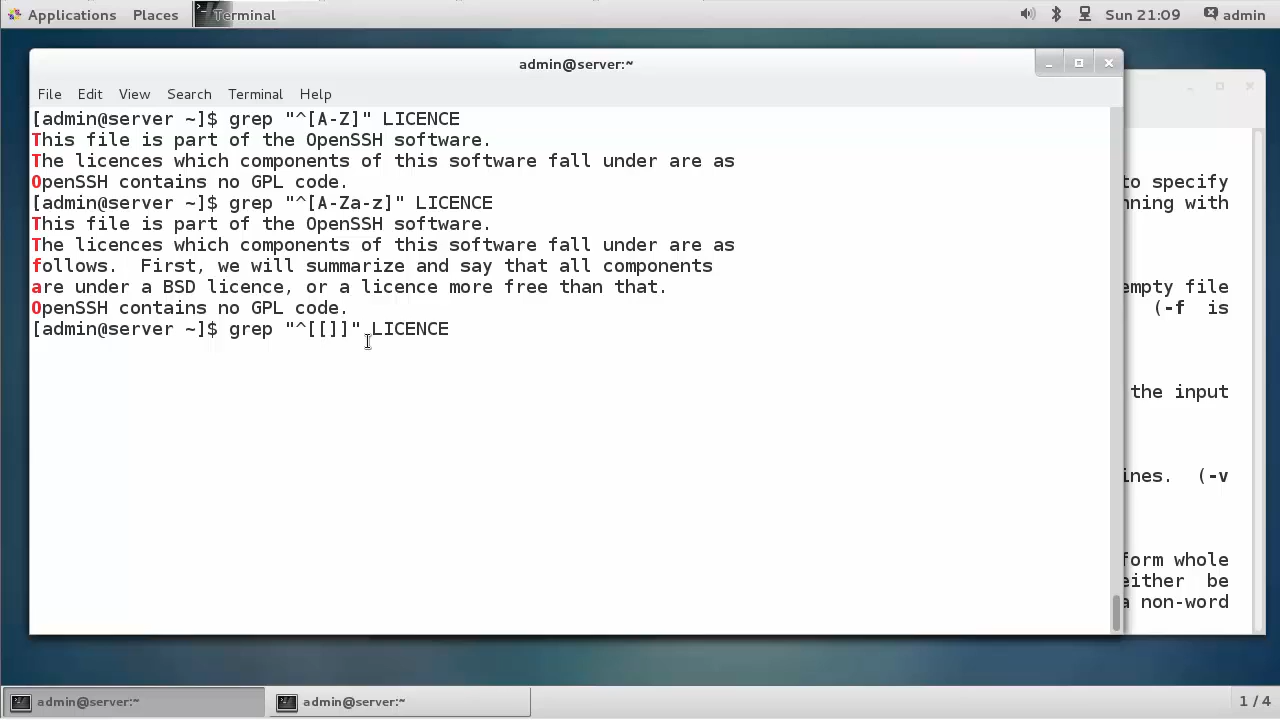 Applications Places Terminal Sun 21:09 admin
admin@server:~
File Edit View Search Terminal Help
[admin@server ~]$ grep "^[A-Z]" LICENCE
This file is part of the OpenSSH software.
The licences which components of this software fall under are as
OpenSSH contains no GPL code.
[admin@server ~]$ grep "^[A-Za-z]" LICENCE
This file is part of the OpenSSH software.
The licences which components of this software fall under are as
follows.  First, we will summarize and say that all components
are under a BSD licence, or a licence more free than that.
OpenSSH contains no GPL code.
[admin@server ~]$ grep "^[[]]" LICENCE
to specify
nning with
empty file
(-f is
the input
ines. (-v
form whole
either be
a non-word
admin@server:~ admin@server:~ 1 / 4